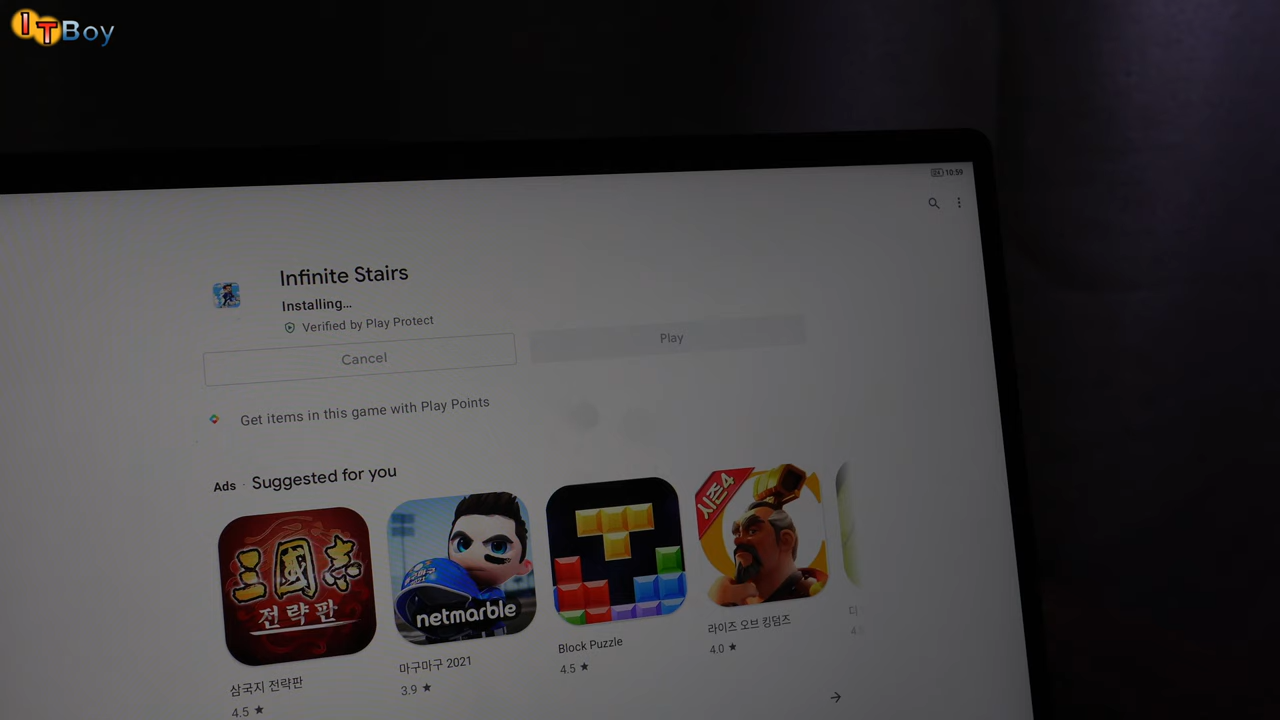 ITBoy
24 10:59
Infinite Stairs
Installing...
Verified by Play Protect
Cancel
Play
Get items in this game with Play Points
Ads · Suggested for you
三國志
전략판
netmarble
시즌4
삼국지 전략판
4.5 ★
마구마구 2021
3.9 ★
Block Puzzle
4.5 ★
라이즈 오브 킹덤즈
4.0 ★
4.5